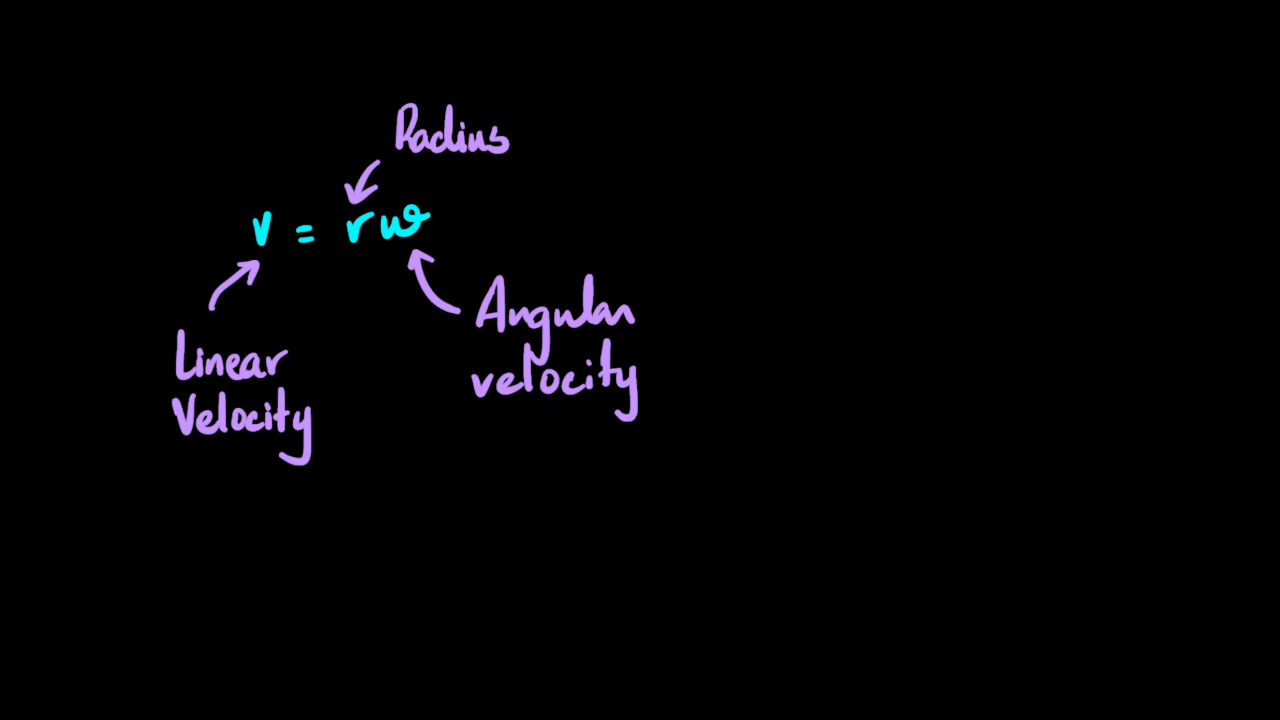 Radius
v = rω
Angular
velocity
Linear
Velocity